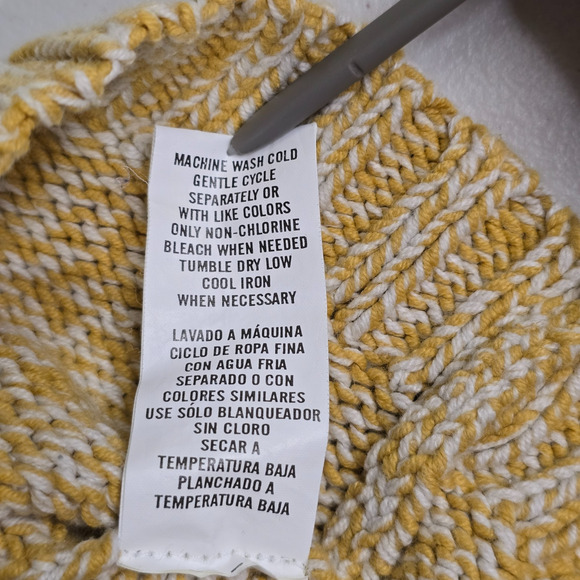 MACHINE WASH COLD
GENTLE CYCLE
SEPARATELY OR
WITH LIKE COLORS
ONLY NON-CHLORINE
BLEACH WHEN NEEDED
TUMBLE DRY LOW
COOL IRON
WHEN NECESSARY
LAVADO A MÁQUINA
CICLO DE ROPA FINA
CON AGUA FRIA
SEPARADO O CON
COLORES SIMILARES
USE SÓLO BLANQUEADOR
SIN CLORO
SECAR A
TEMPERATURA BAJA
PLANCHADO A
TEMPERATURA BAJA